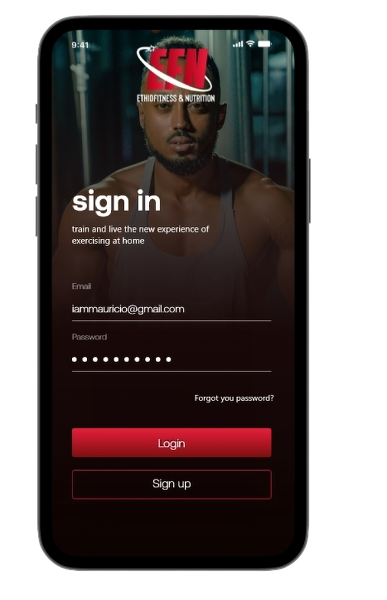 9:41
EFN
ETHIOFITNESS & NUTRITION
sign in
train and live the new experience of
exercising at home
Email
iammauricio@gmail.com
Password
Forgot you password?
Login
Sign up